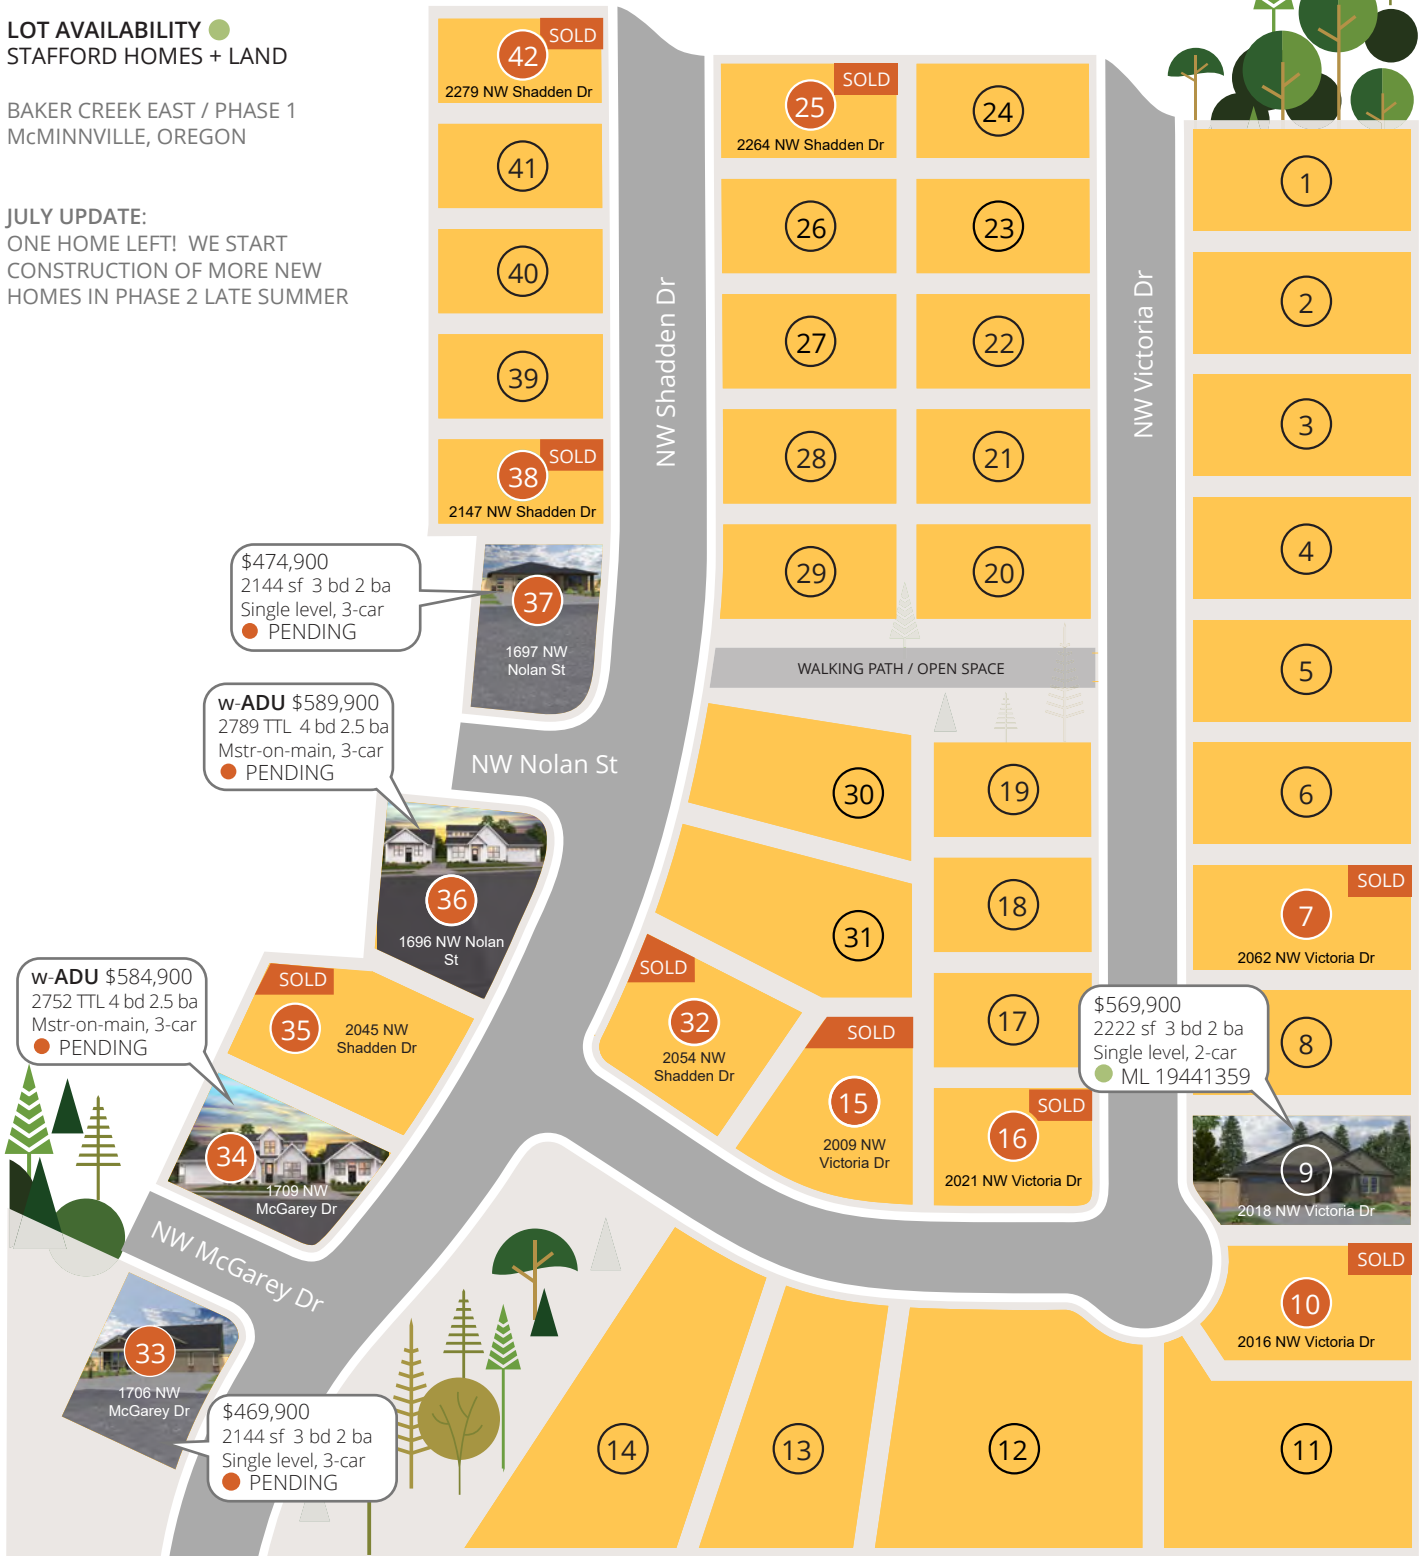 LOT AVAILABILITY
STAFFORD HOMES + LAND
BAKER CREEK EAST / PHASE 1
McMINNVILLE, OREGON
JULY UPDATE:
ONE HOME LEFT!  WE START
CONSTRUCTION OF MORE NEW
HOMES IN PHASE 2 LATE SUMMER
SOLD
42
2279 NW Shadden Dr
41
40
39
SOLD
38
2147 NW Shadden Dr
$474,900
2144 sf  3 bd 2 ba
Single level, 3-car
PENDING
37
1697 NW
Nolan St
w-ADU $589,900
2789 TTL  4 bd 2.5 ba
Mstr-on-main, 3-car
PENDING
NW Nolan St
36
1696 NW Nolan
St
SOLD
35
2045 NW
Shadden Dr
w-ADU $584,900
2752 TTL 4 bd 2.5 ba
Mstr-on-main, 3-car
PENDING
34
1709 NW
McGarey Dr
NW McGarey Dr
33
1706 NW
McGarey Dr
$469,900
2144 sf  3 bd 2 ba
Single level, 3-car
PENDING
NW Shadden Dr
SOLD
25
2264 NW Shadden Dr
24
26
23
27
22
28
21
29
20
WALKING PATH / OPEN SPACE
30
19
31
18
SOLD
32
2054 NW
Shadden Dr
17
SOLD
15
2009 NW
Victoria Dr
SOLD
16
2021 NW Victoria Dr
NW Victoria Dr
1
2
3
4
5
6
SOLD
7
2062 NW Victoria Dr
8
$569,900
2222 sf  3 bd 2 ba
Single level, 2-car
ML 19441359
9
2018 NW Victoria Dr
SOLD
10
2016 NW Victoria Dr
14
13
12
11